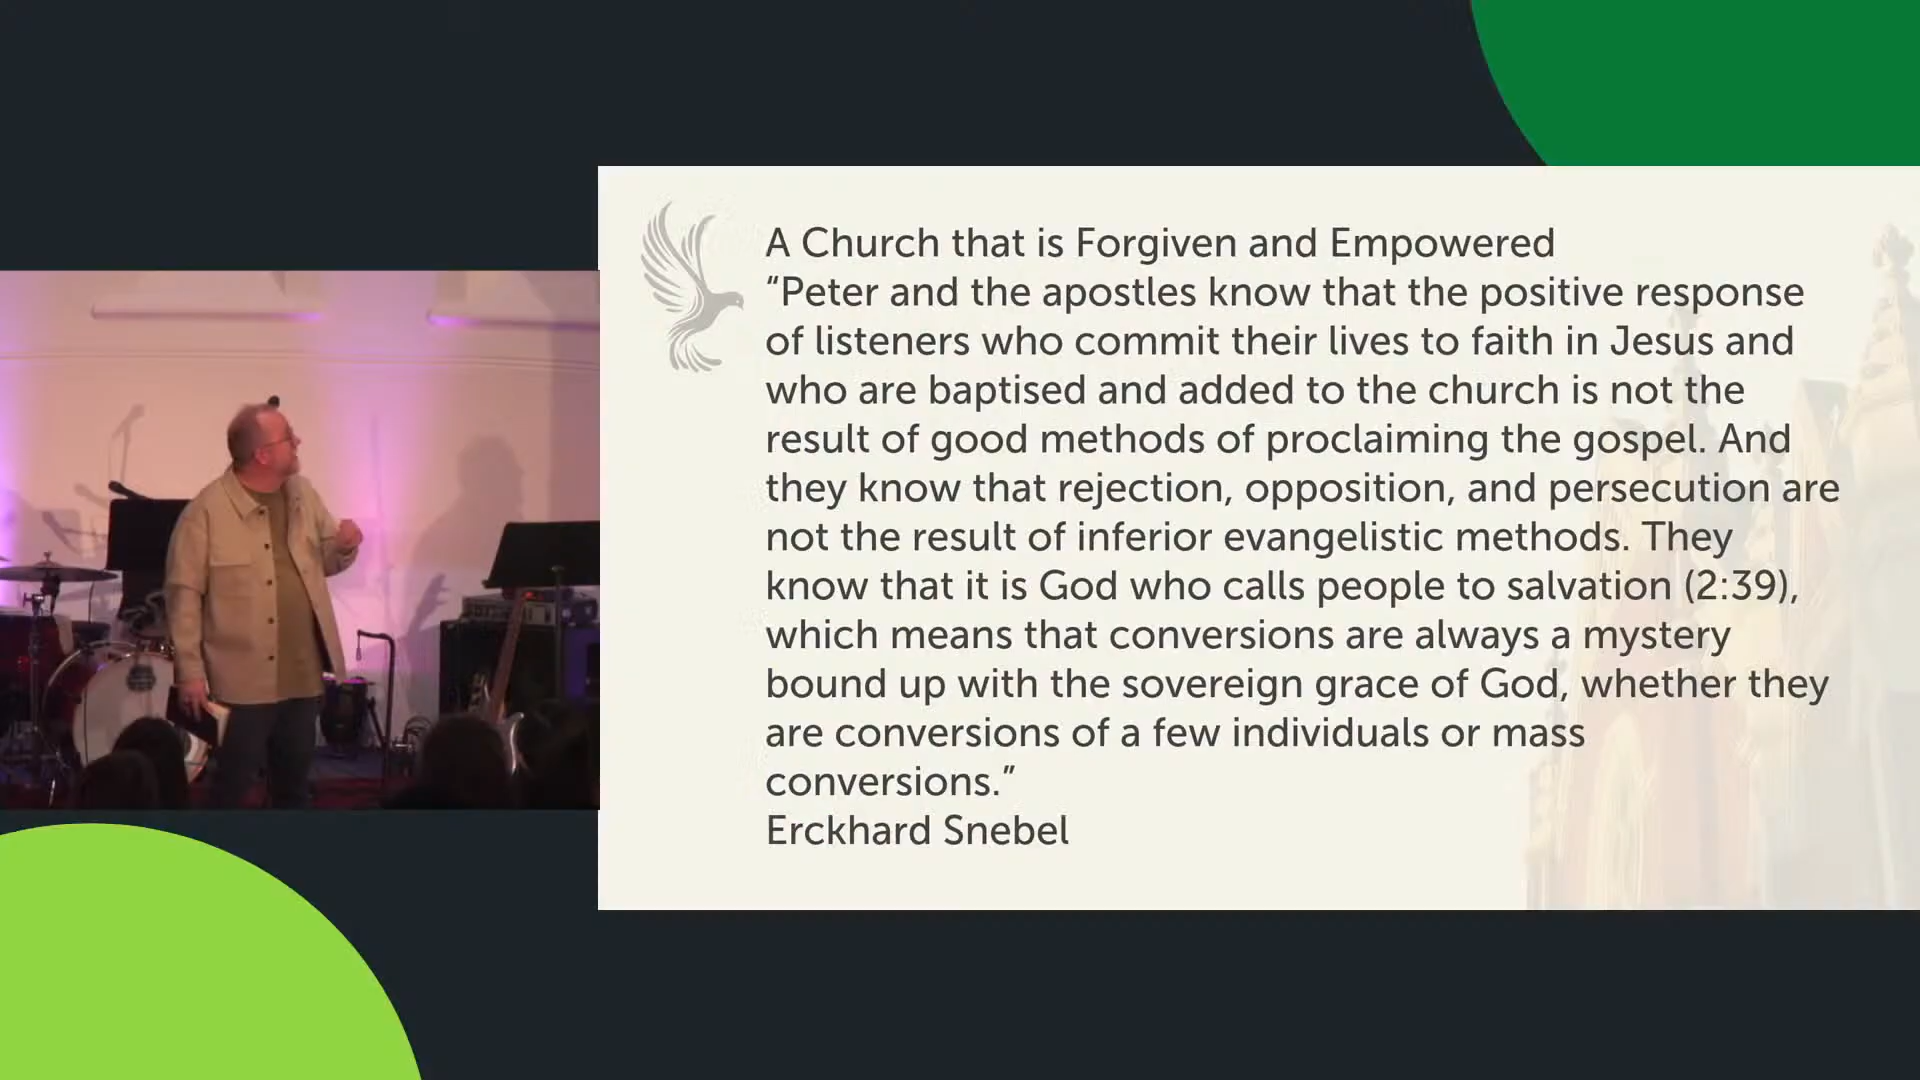 A Church that is Forgiven and Empowered
“Peter and the apostles know that the positive response
of listeners who commit their lives to faith in Jesus and
who are baptised and added to the church is not the
result of good methods of proclaiming the gospel. And
they know that rejection, opposition, and persecution are
not the result of inferior evangelistic methods. They
know that it is God who calls people to salvation (2:39),
which means that conversions are always a mystery
bound up with the sovereign grace of God, whether they
are conversions of a few individuals or mass
conversions.”
Erckhard Snebel